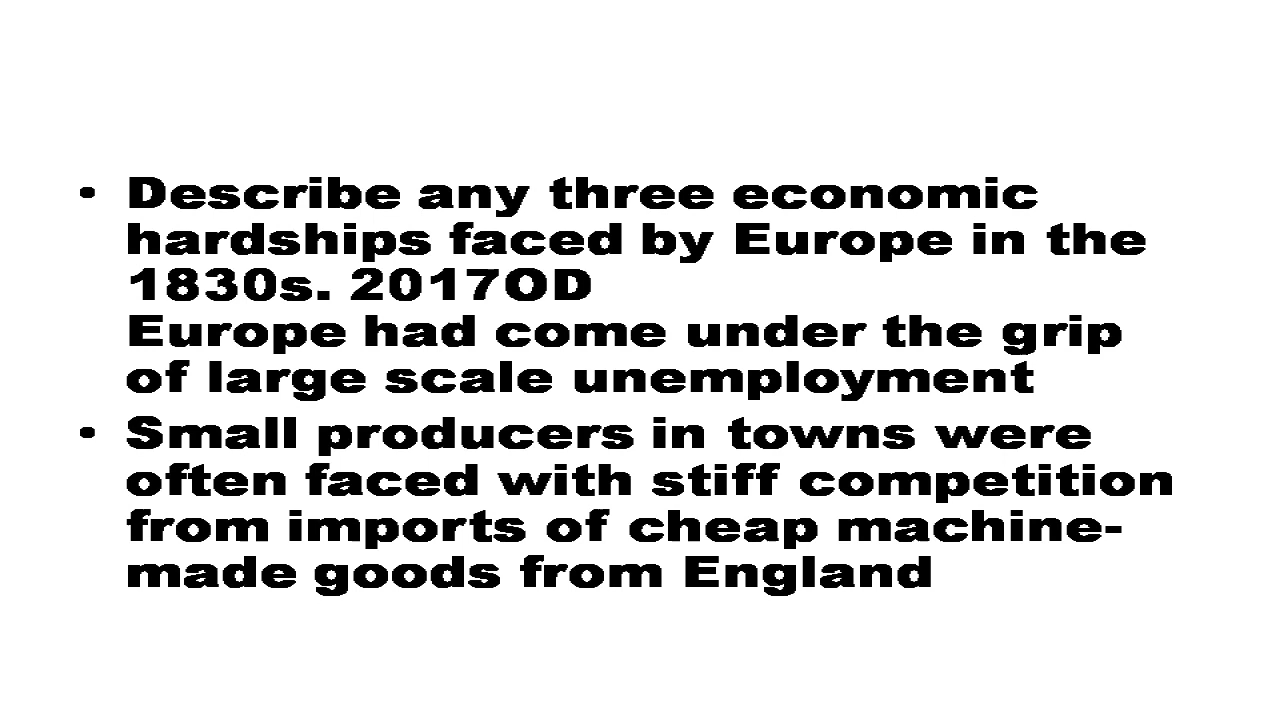 • Describe any three economic
hardships faced by Europe in the
1830s. 2017OD
Europe had come under the grip
of large scale unemployment
• Small producers in towns were
often faced with stiff competition
from imports of cheap machine-
made goods from England